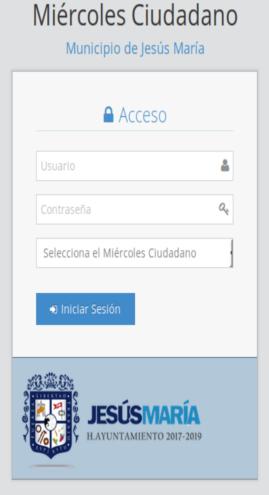 Miércoles Ciudadano
Municipio de Jesús María
Acceso
Usuario
Contraseña
Selecciona el Miércoles Ciudadano
Iniciar Sesión
JESÚSMARÍA
H.AYUNTAMIENTO 2017-2019